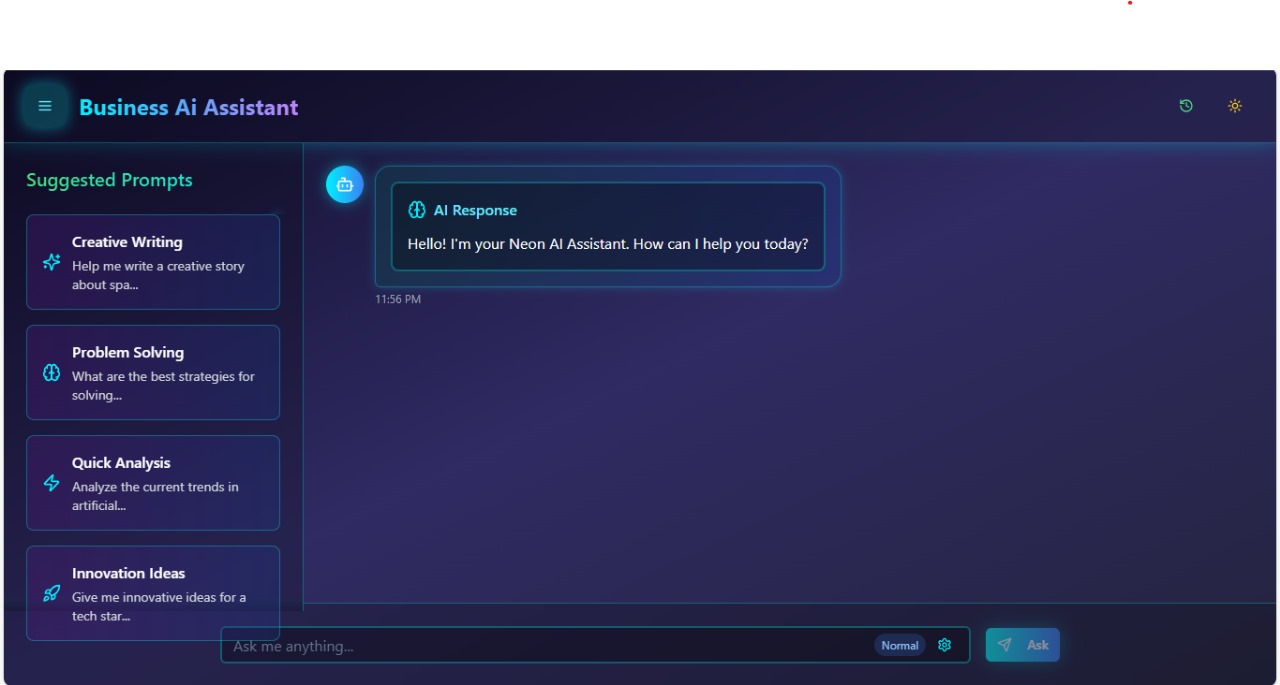 Business Ai Assistant
Suggested Prompts
Creative Writing
Help me write a creative story
about spa...
Problem Solving
What are the best strategies for
solving...
Quick Analysis
Analyze the current trends in
artificial...
Innovation Ideas
Give me innovative ideas for a
tech star...
AI Response
Hello! I'm your Neon AI Assistant. How can I help you today?
11:56 PM
Ask me anything...
Normal
Ask